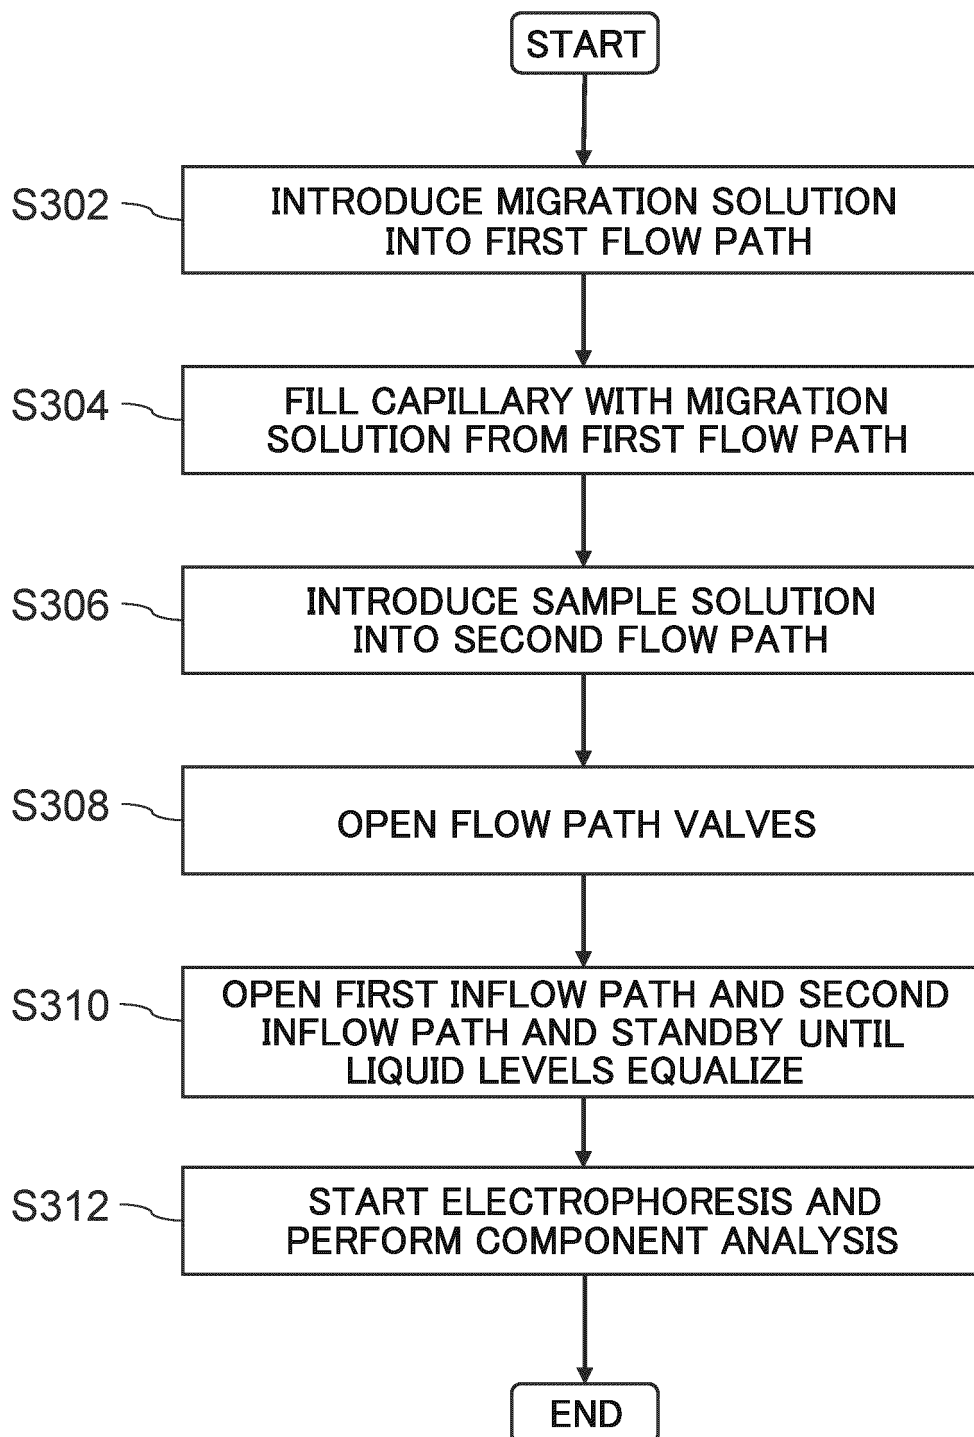 START
S302
INTRODUCE MIGRATION SOLUTION
INTO FIRST FLOW PATH
S304
FILL CAPILLARY WITH MIGRATION
SOLUTION FROM FIRST FLOW PATH
S306
INTRODUCE SAMPLE SOLUTION
INTO SECOND FLOW PATH
S308
OPEN FLOW PATH VALVES
S310
OPEN FIRST INFLOW PATH AND SECOND
INFLOW PATH AND STANDBY UNTIL
LIQUID LEVELS EQUALIZE
S312
START ELECTROPHORESIS AND
PERFORM COMPONENT ANALYSIS
END